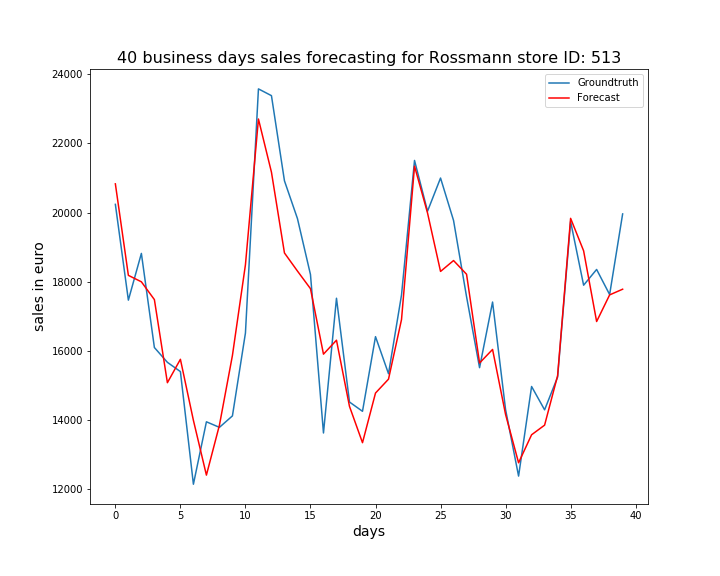 40 business days sales forecasting for Rossmann store ID: 513
Groundtruth
Forecast
24000
22000
20000
18000
16000
14000
12000
sales in euro
0 5 10 15 20 25 30 35 40
days